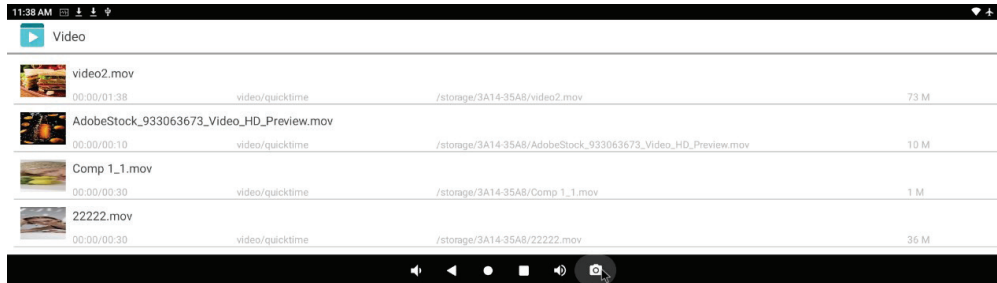 11:38 AM
Video
video2.mov
00:00/01:38 video/quicktime /storage/3A14-35A8/video2.mov 73 M
AdobeStock_933063673_Video_HD_Preview.mov
00:00/00:10 video/quicktime /storage/3A14-35A8/AdobeStock_933063673_Video_HD_Preview.mov 10 M
Comp 1_1.mov
00:00/00:30 video/quicktime /storage/3A14-35A8/Comp 1_1.mov 1 M
22222.mov
00:00/00:30 video/quicktime /storage/3A14-35A8/22222.mov 36 M